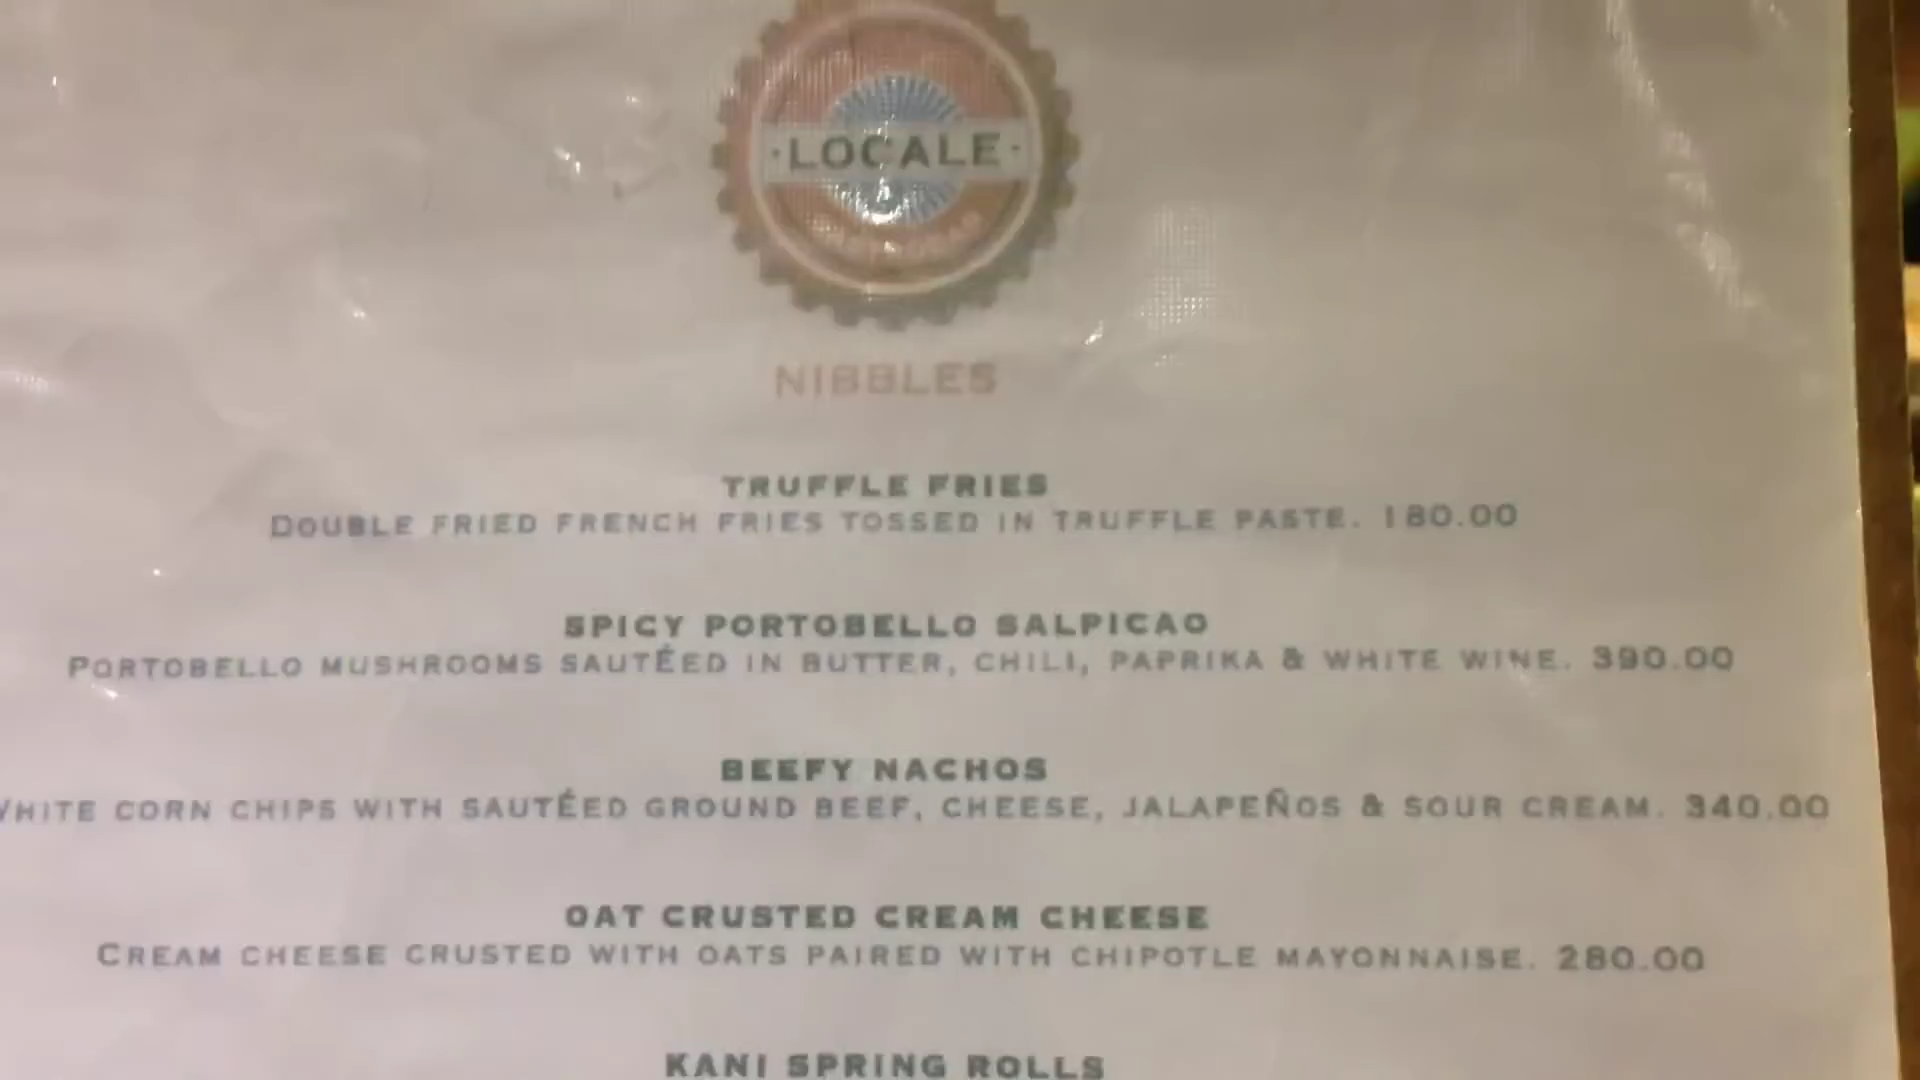 ·LOCALE·
NIBBLES
TRUFFLE FRIES
DOUBLE FRIED FRENCH FRIES TOSSED IN TRUFFLE PASTE. 180.00
SPICY PORTOBELLO SALPICAO
PORTOBELLO MUSHROOMS SAUTÉED IN BUTTER, CHILI, PAPRIKA & WHITE WINE. 390.00
BEEFY NACHOS
WHITE CORN CHIPS WITH SAUTÉED GROUND BEEF, CHEESE, JALAPEÑOS & SOUR CREAM. 340.00
OAT CRUSTED CREAM CHEESE
CREAM CHEESE CRUSTED WITH OATS PAIRED WITH CHIPOTLE MAYONNAISE. 280.00
KANI SPRING ROLLS